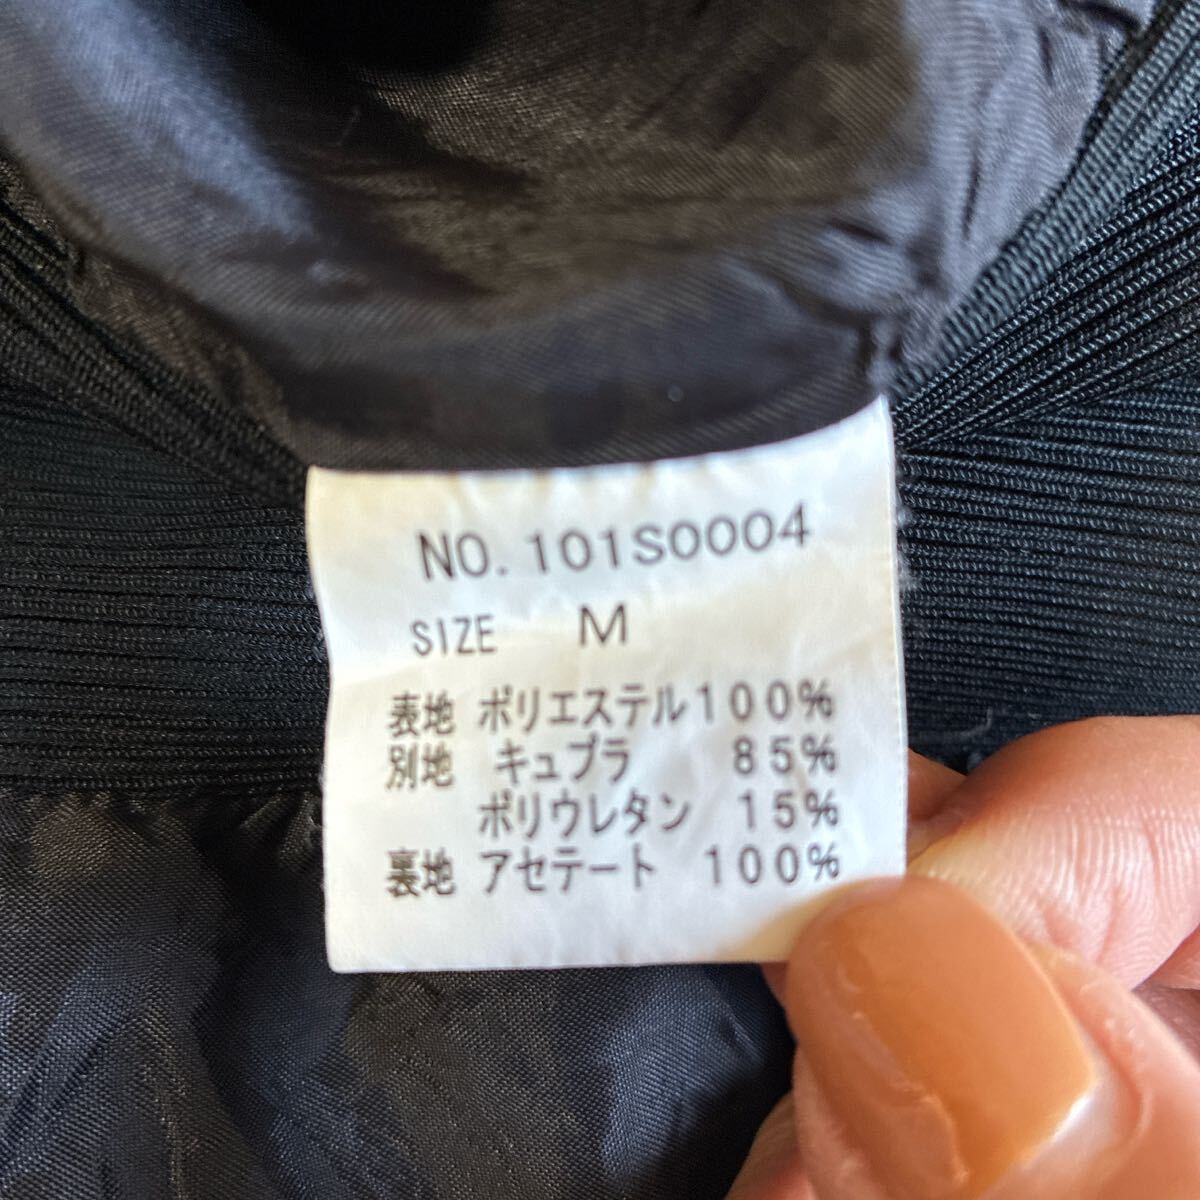 NO.101S0004
SIZE M
表地 ポリエステル100%
別地 キュプラ 85%
ポリウレタン 15%
裏地 アセテート 100%